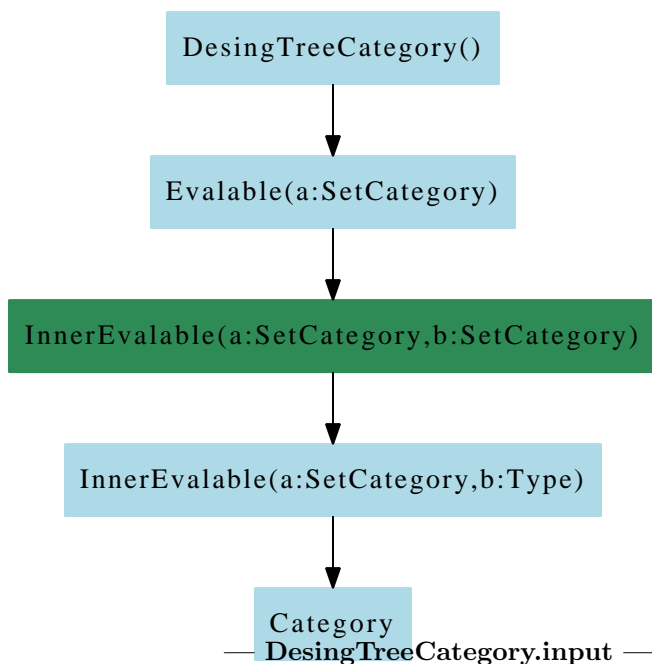 DesingTreeCategory()
Evalable(a:SetCategory)
InnerEvalable(a:SetCategory,b:SetCategory)
InnerEvalable(a:SetCategory,b:Type)
Category
— DesingTreeCategory.input —